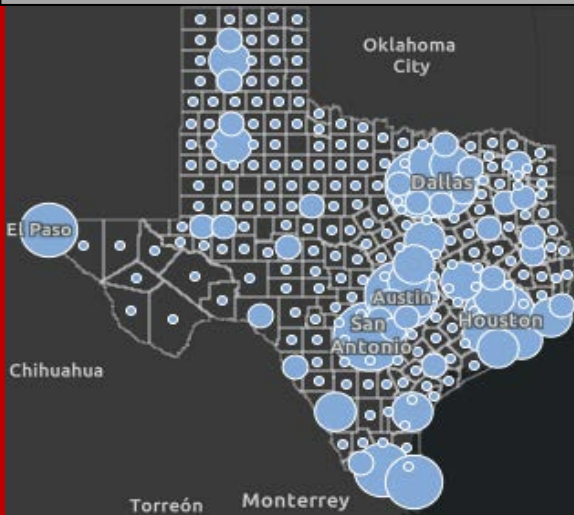 Oklahoma
City
Dallas
El Paso
Austin
San
Antonio
Houston
Chihuahua
Torreón
Monterrey